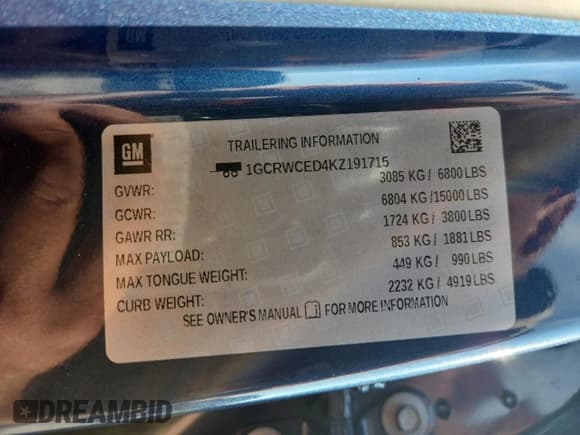 GM
TRAILERING INFORMATION
1GCRWCED4KZ191715
GVWR: 3085 KG / 6800 LBS
GCWR: 6804 KG /15000 LBS
GAWR RR: 1724 KG / 3800 LBS
MAX PAYLOAD: 853 KG / 1881 LBS
MAX TONGUE WEIGHT: 449 KG / 990 LBS
CURB WEIGHT: 2232 KG / 4919 LBS
SEE OWNER'S MANUAL FOR MORE INFORMATION
DREAMBID